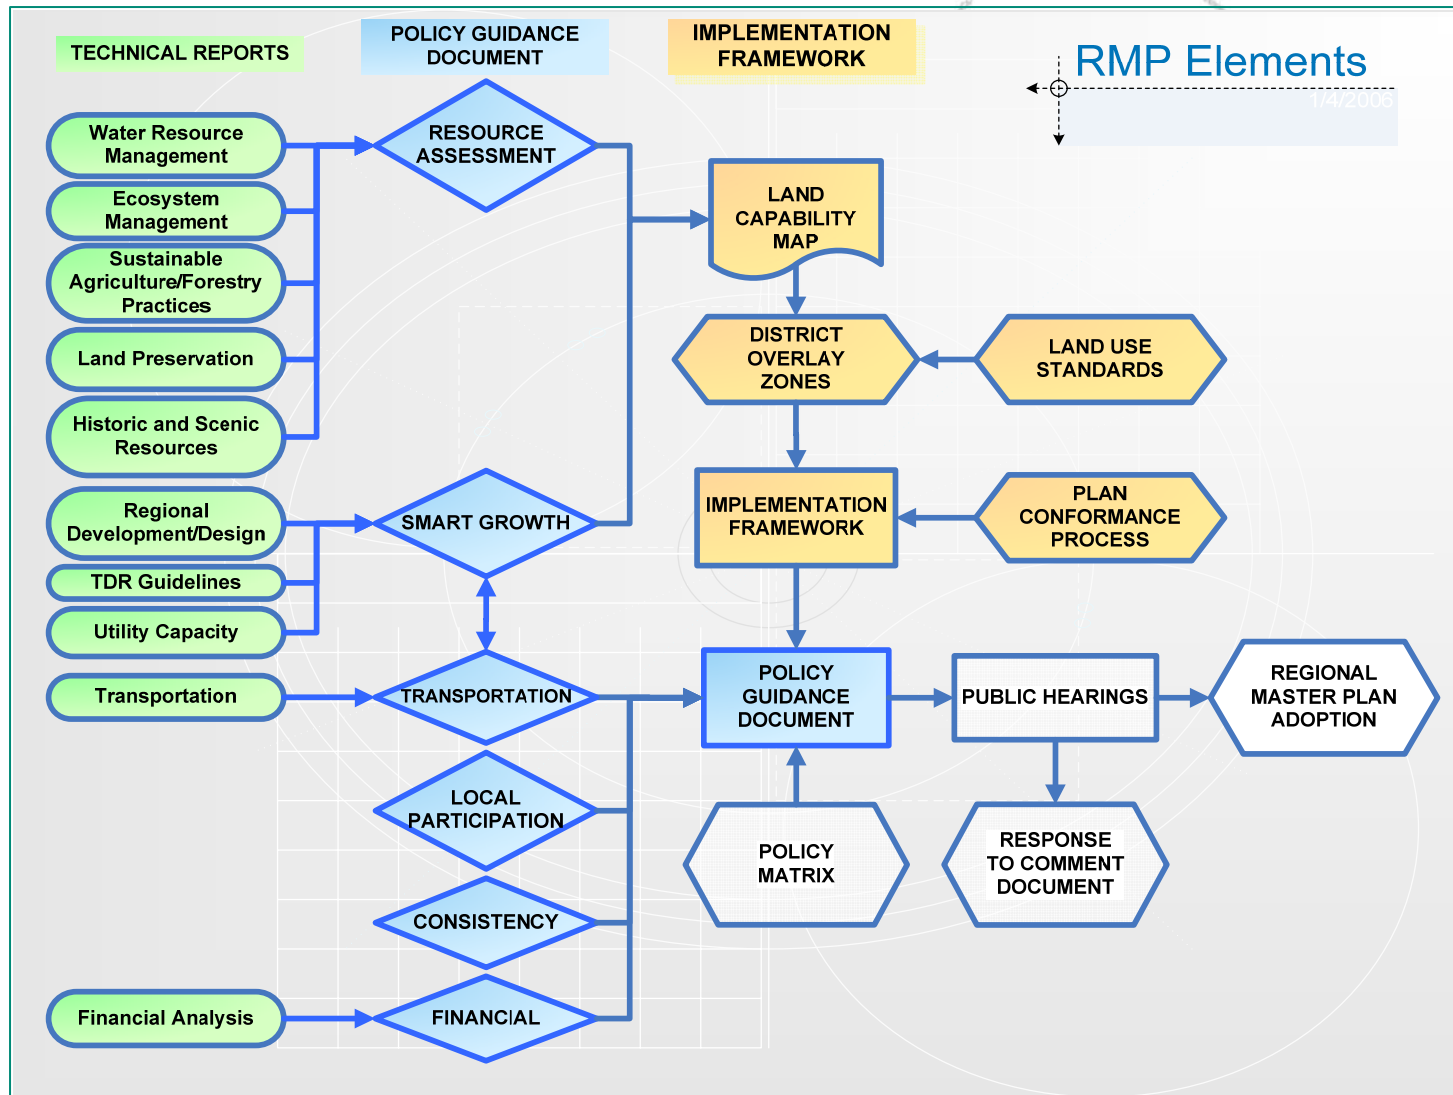 TECHNICAL REPORTS
POLICY GUIDANCE
DOCUMENT
IMPLEMENTATION
FRAMEWORK
RMP Elements
1/4/2006
Water Resource
Management
Ecosystem
Management
Sustainable
Agriculture/Forestry
Practices
Land Preservation
Historic and Scenic
Resources
Regional
Development/Design
TDR Guidelines
Utility Capacity
Transportation
Financial Analysis
RESOURCE
ASSESSMENT
SMART GROWTH
TRANSPORTATION
LOCAL
PARTICIPATION
CONSISTENCY
FINANCIAL
LAND
CAPABILITY
MAP
DISTRICT
OVERLAY
ZONES
LAND USE
STANDARDS
IMPLEMENTATION
FRAMEWORK
PLAN
CONFORMANCE
PROCESS
POLICY
GUIDANCE
DOCUMENT
PUBLIC HEARINGS
REGIONAL
MASTER PLAN
ADOPTION
POLICY
MATRIX
RESPONSE
TO COMMENT
DOCUMENT